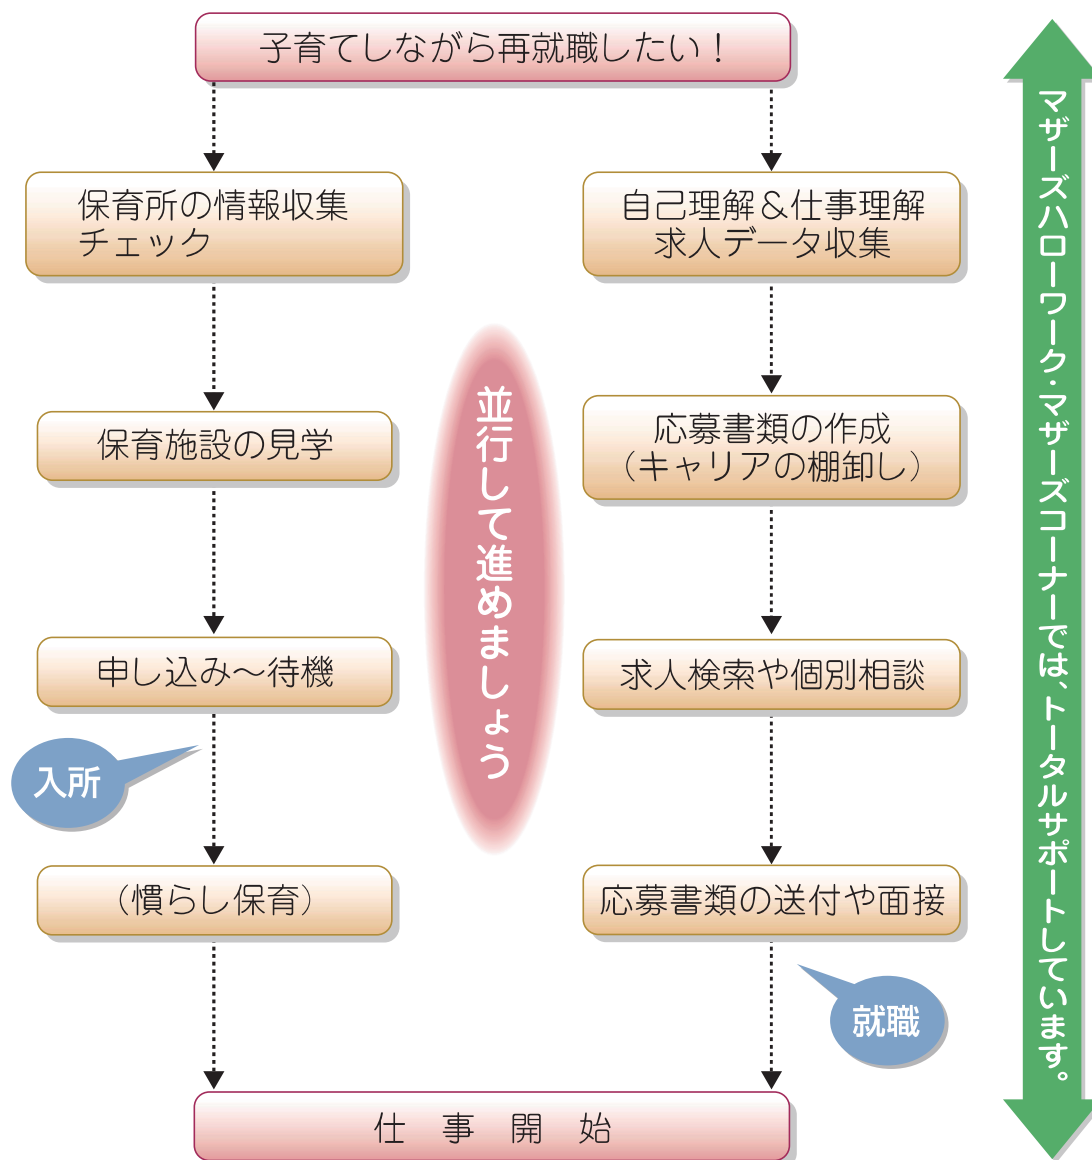 子育てしながら再就職したい！
保育所の情報収集
チェック
自己理解＆仕事理解
求人データ収集
保育施設の見学
応募書類の作成
（キャリアの棚卸し）
並行して進めましょう
申し込み～待機
求人検索や個別相談
入所
（慣らし保育）
応募書類の送付や面接
就職
仕事開始
マザーズハローワーク・マザーズコーナーでは、トータルサポートしています。